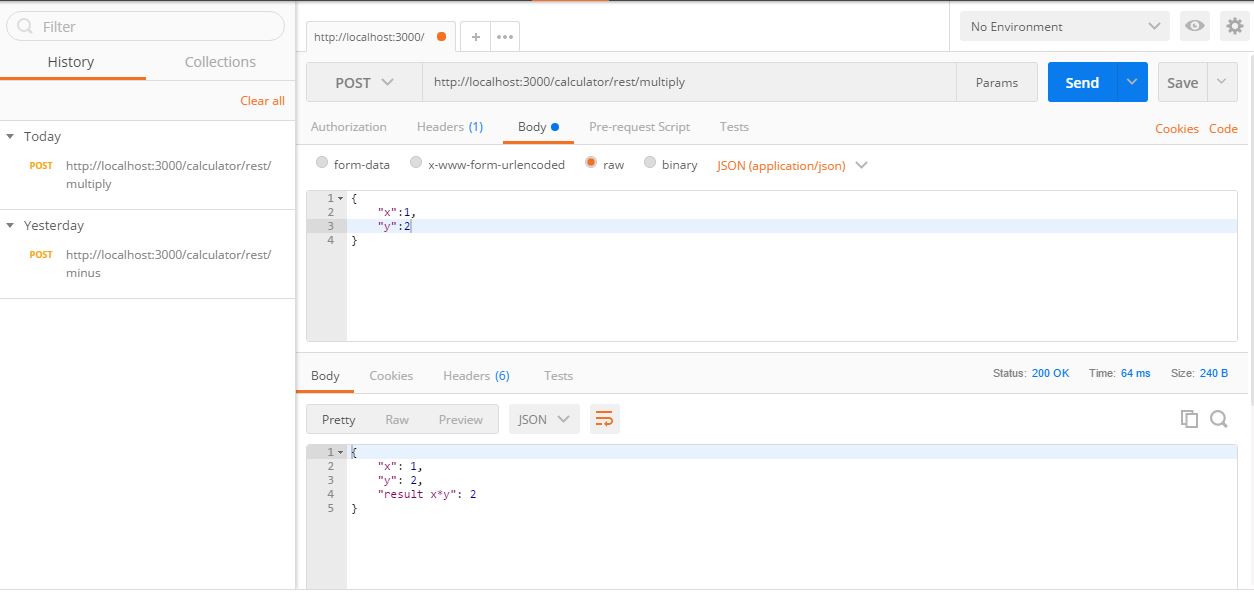 Filter
History
Collections
Clear all
Today
POST
http://localhost:3000/calculator/rest/
multiply
Yesterday
POST
http://localhost:3000/calculator/rest/
minus
http://localhost:3000/
+
•••
No Environment
POST
http://localhost:3000/calculator/rest/multiply
Params
Send
Save
Authorization
Headers (1)
Body
Pre-request Script
Tests
Cookies
Code
form-data
x-www-form-urlencoded
raw
binary
JSON (application/json)
1 {
2 "x":1,
3 "y":2
4 }
Body
Cookies
Headers (6)
Tests
Status: 200 OK
Time: 64 ms
Size: 240 B
Pretty
Raw
Preview
JSON
1 {
2 "x": 1,
3 "y": 2,
4 "result x*y": 2
5 }